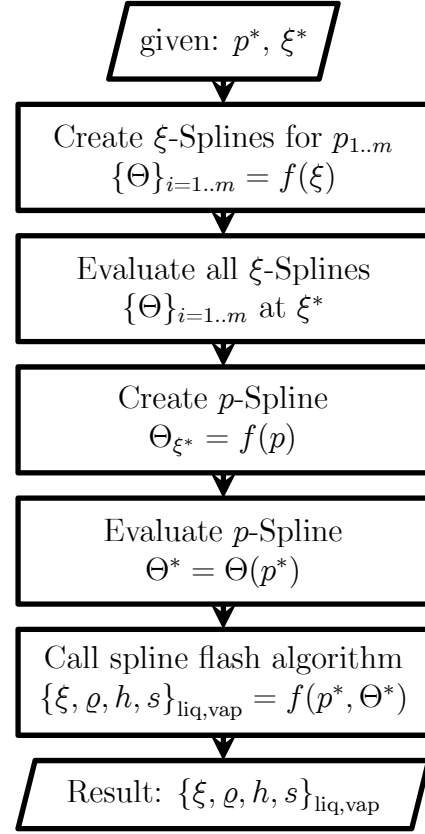 given: p*, ξ*
Create ξ-Splines for p₁..ₘ
{Θ}ᵢ₌₁..ₘ = f(ξ)
Evaluate all ξ-Splines
{Θ}ᵢ₌₁..ₘ at ξ*
Create p-Spline
Θ_ξ* = f(p)
Evaluate p-Spline
Θ* = Θ(p*)
Call spline flash algorithm
{ξ, ϱ, h, s}liq,vap = f(p*, Θ*)
Result: {ξ, ϱ, h, s}liq,vap